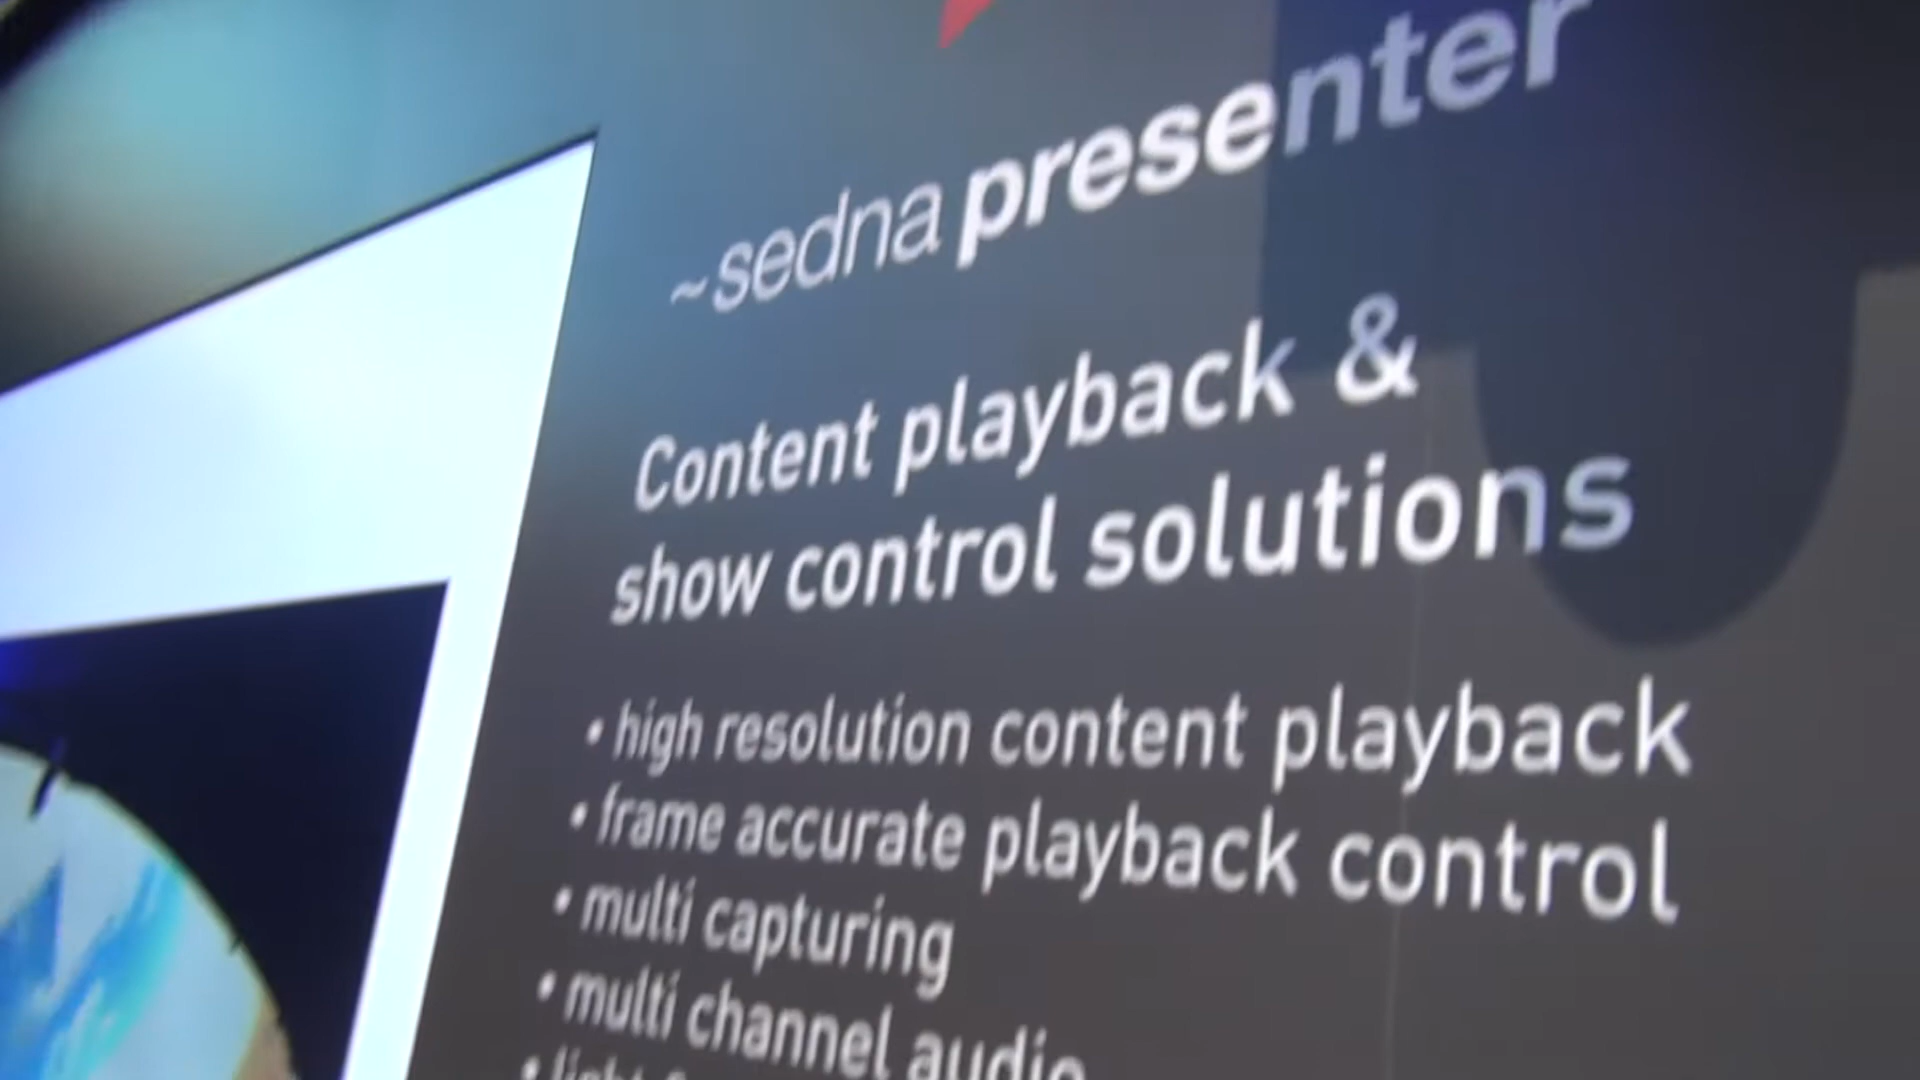 ~sedna presenter
Content playback &
show control solutions
• high resolution content playback
• frame accurate playback control
• multi capturing
• multi channel audio
• light